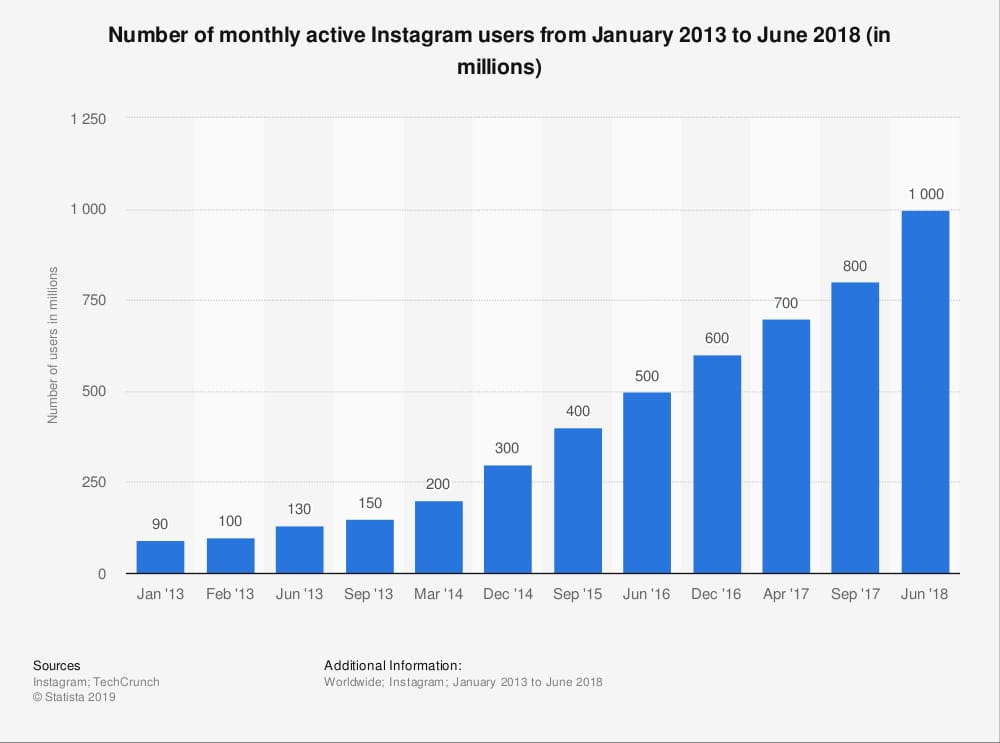 Number of monthly active Instagram users from January 2013 to June 2018 (in
millions)
Number of users in millions
1 250
1 000
750
500
250
0
90
100
130
150
200
300
400
500
600
700
800
1 000
Jan '13
Feb '13
Jun '13
Sep '13
Mar '14
Dec '14
Sep '15
Jun '16
Dec '16
Apr '17
Sep '17
Jun '18
Sources
Instagram; TechCrunch
© Statista 2019
Additional Information:
Worldwide; Instagram; January 2013 to June 2018